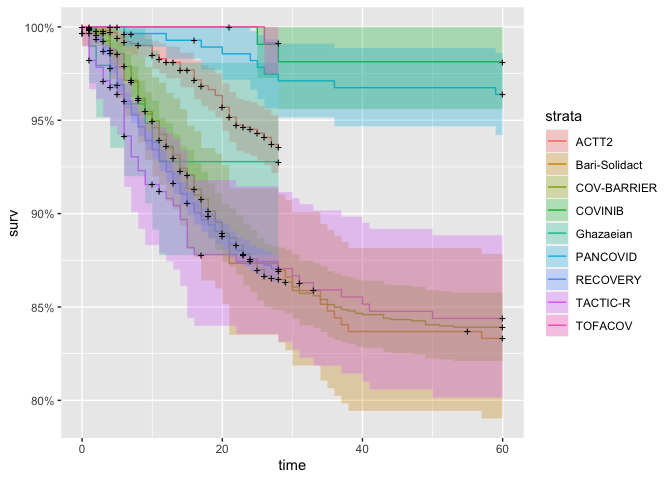 100%
95%
90%
85%
80%
surv
0
20
40
60
time
strata
ACTT2
Bari-Solidact
COV-BARRIER
COVINIB
Ghazaeian
PANCOVID
RECOVERY
TACTIC-R
TOFACOV